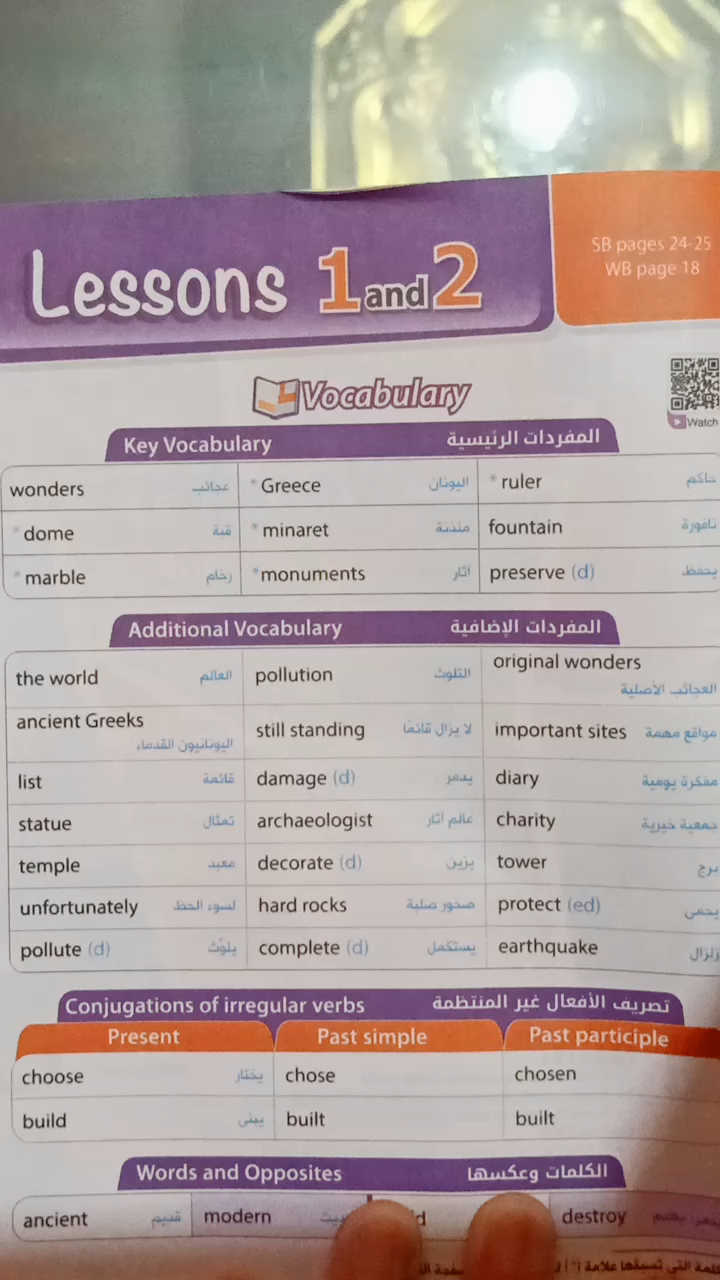 SB pages 24-25
WB page 18
Lessons 1 and 2
Vocabulary
Watch
Key Vocabulary المفردات الرئيسية
wonders عجائب * Greece اليونان * ruler حاكم
* dome قبة * minaret مئذنة fountain نافورة
* marble رخام * monuments آثار preserve (d) يحفظ
Additional Vocabulary المفردات الإضافية
the world العالم pollution التلوث original wonders
العجائب الأصلية
ancient Greeks still standing لا يزال قائمًا important sites مواقع مهمة
اليونانيون القدماء
list قائمة damage (d) يدمر diary مفكرة يومية
statue تمثال archaeologist عالم آثار charity جمعية خيرية
temple معبد decorate (d) يزين tower برج
unfortunately لسوء الحظ hard rocks صخور صلبة protect (ed) يحمى
pollute (d) يلوّث complete (d) يستكمل earthquake زلزال
Conjugations of irregular verbs تصريف الأفعال غير المنتظمة
Present Past simple Past participle
choose يختار chose chosen
build يبنى built built
Words and Opposites الكلمات وعكسها
ancient قديم modern destroy